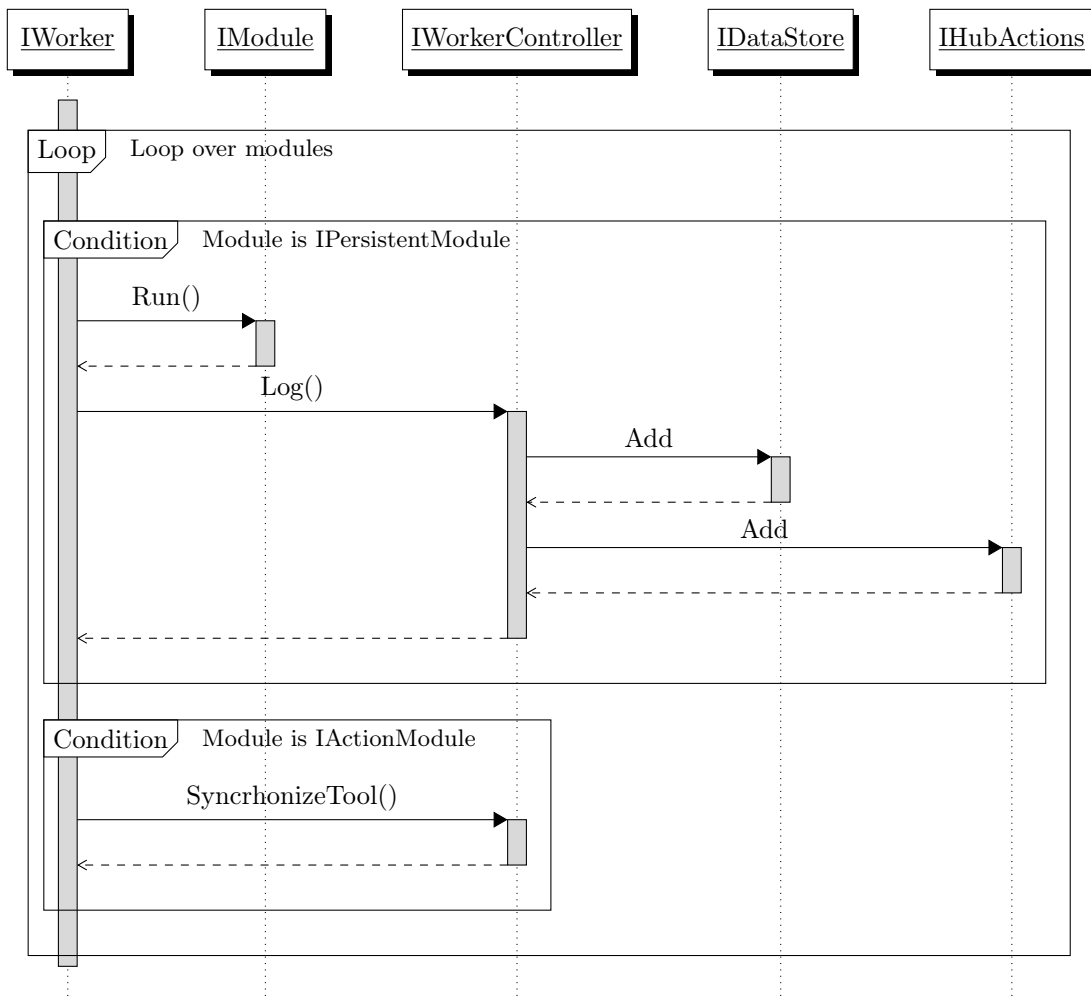 IWorker
IModule
IWorkerController
IDataStore
IHubActions
Loop
Loop over modules
Condition
Module is IPersistentModule
Run()
Log()
Add
Add
Condition
Module is IActionModule
SyncrhonizeTool()